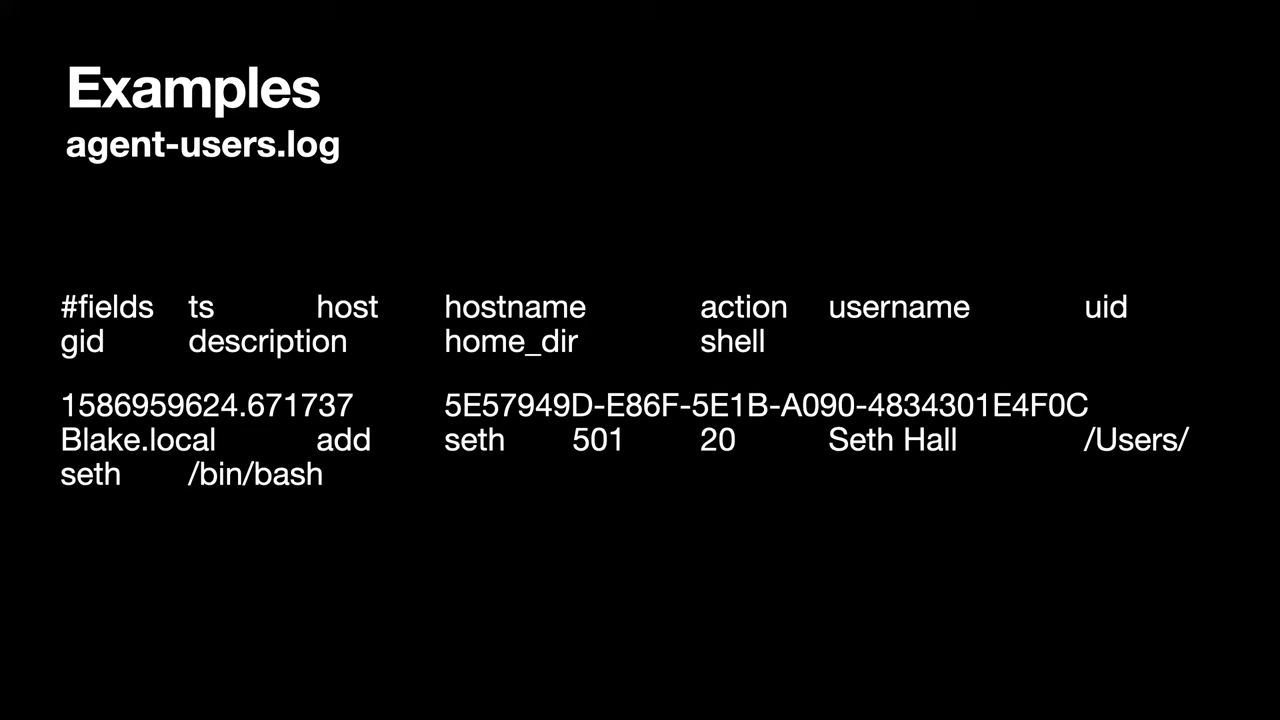 Examples
agent-users.log
#fields ts host hostname action username uid
gid description home_dir shell
1586959624.671737 5E57949D-E86F-5E1B-A090-4834301E4F0C
Blake.local add seth 501 20 Seth Hall /Users/
seth /bin/bash